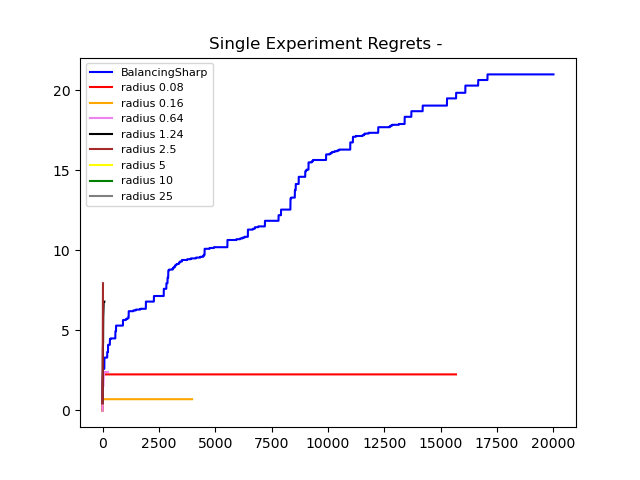 Single Experiment Regrets -
BalancingSharp
radius 0.08
radius 0.16
radius 0.64
radius 1.24
radius 2.5
radius 5
radius 10
radius 25
20
15
10
5
0
0 2500 5000 7500 10000 12500 15000 17500 20000